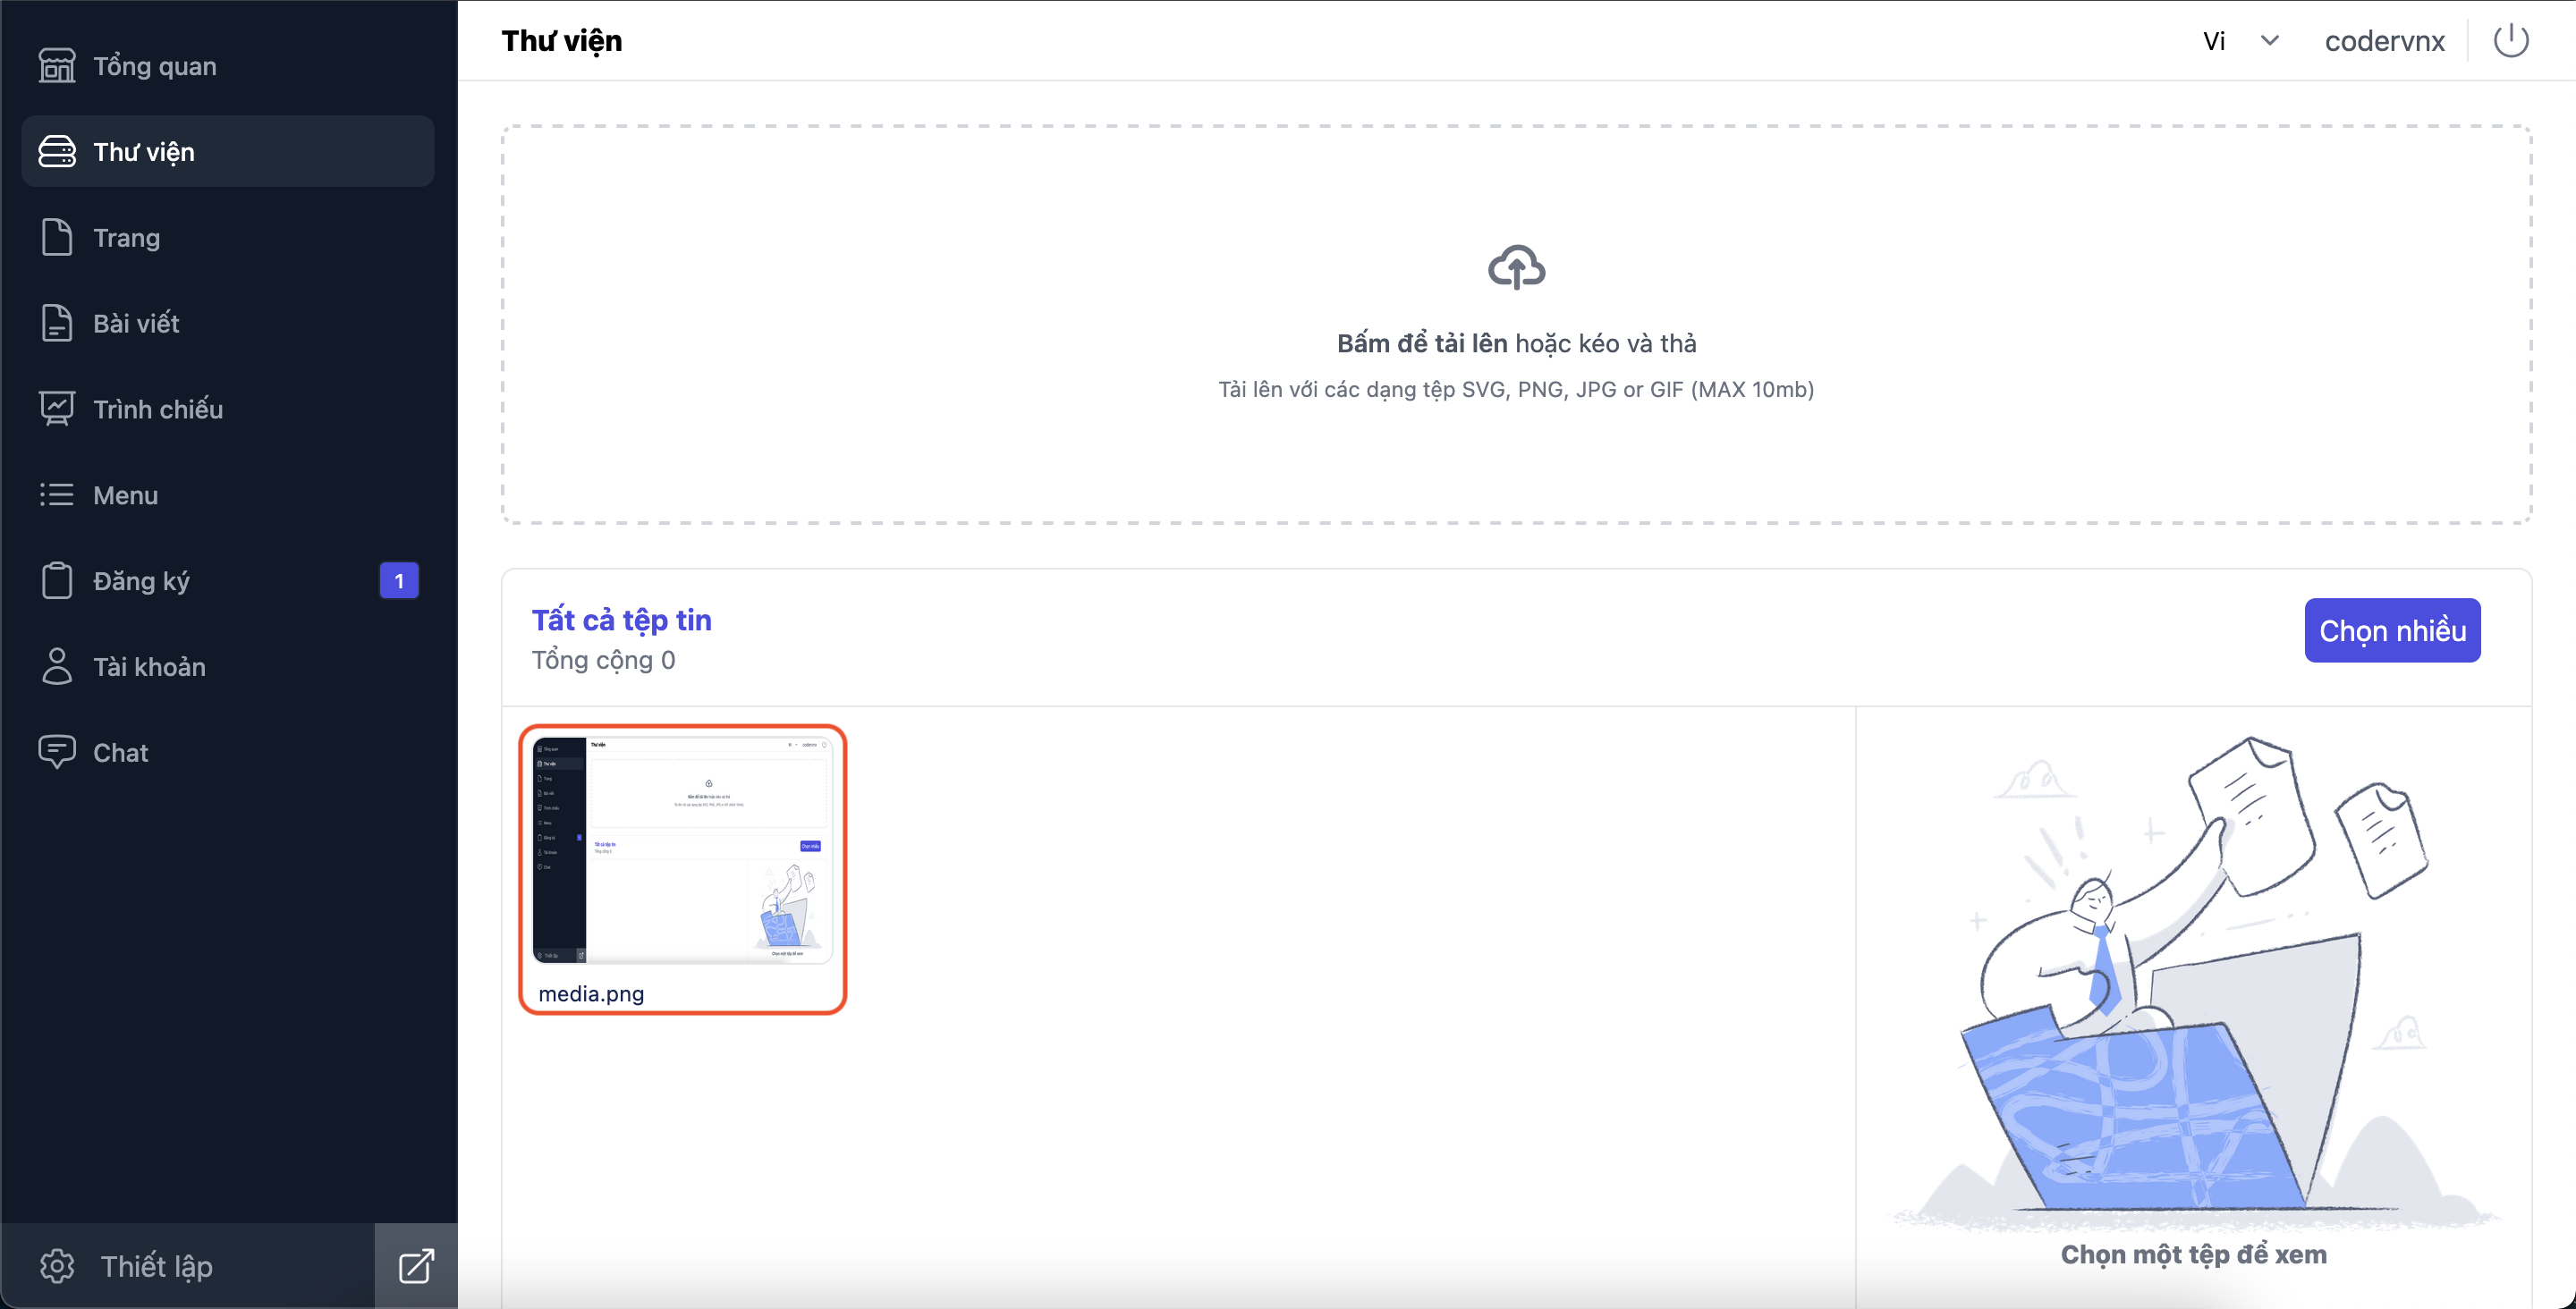 Tổng quan
Thư viện
Trang
Bài viết
Trình chiếu
Menu
Đăng ký 1
Tài khoản
Chat
Thiết lập
Thư viện
Vi
codervnx
Bấm để tải lên hoặc kéo và thả
Tải lên với các dạng tệp SVG, PNG, JPG or GIF (MAX 10mb)
Tất cả tệp tin
Tổng cộng 0
Chọn nhiều
media.png
Chọn một tệp để xem